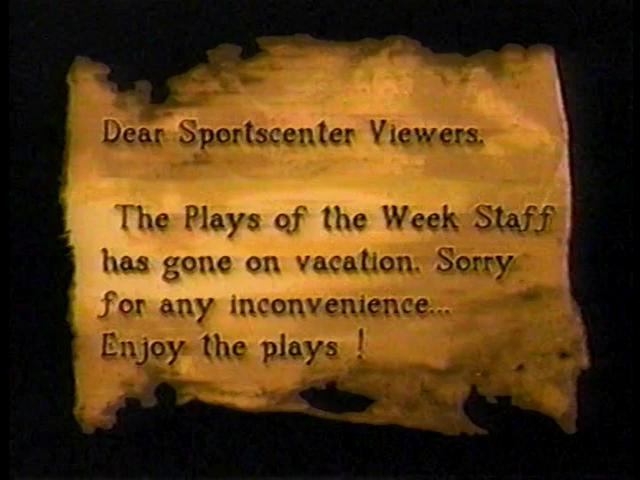 Dear Sportscenter Viewers.
The Plays of the Week Staff
has gone on vacation. Sorry
for any inconvenience...
Enjoy the plays !